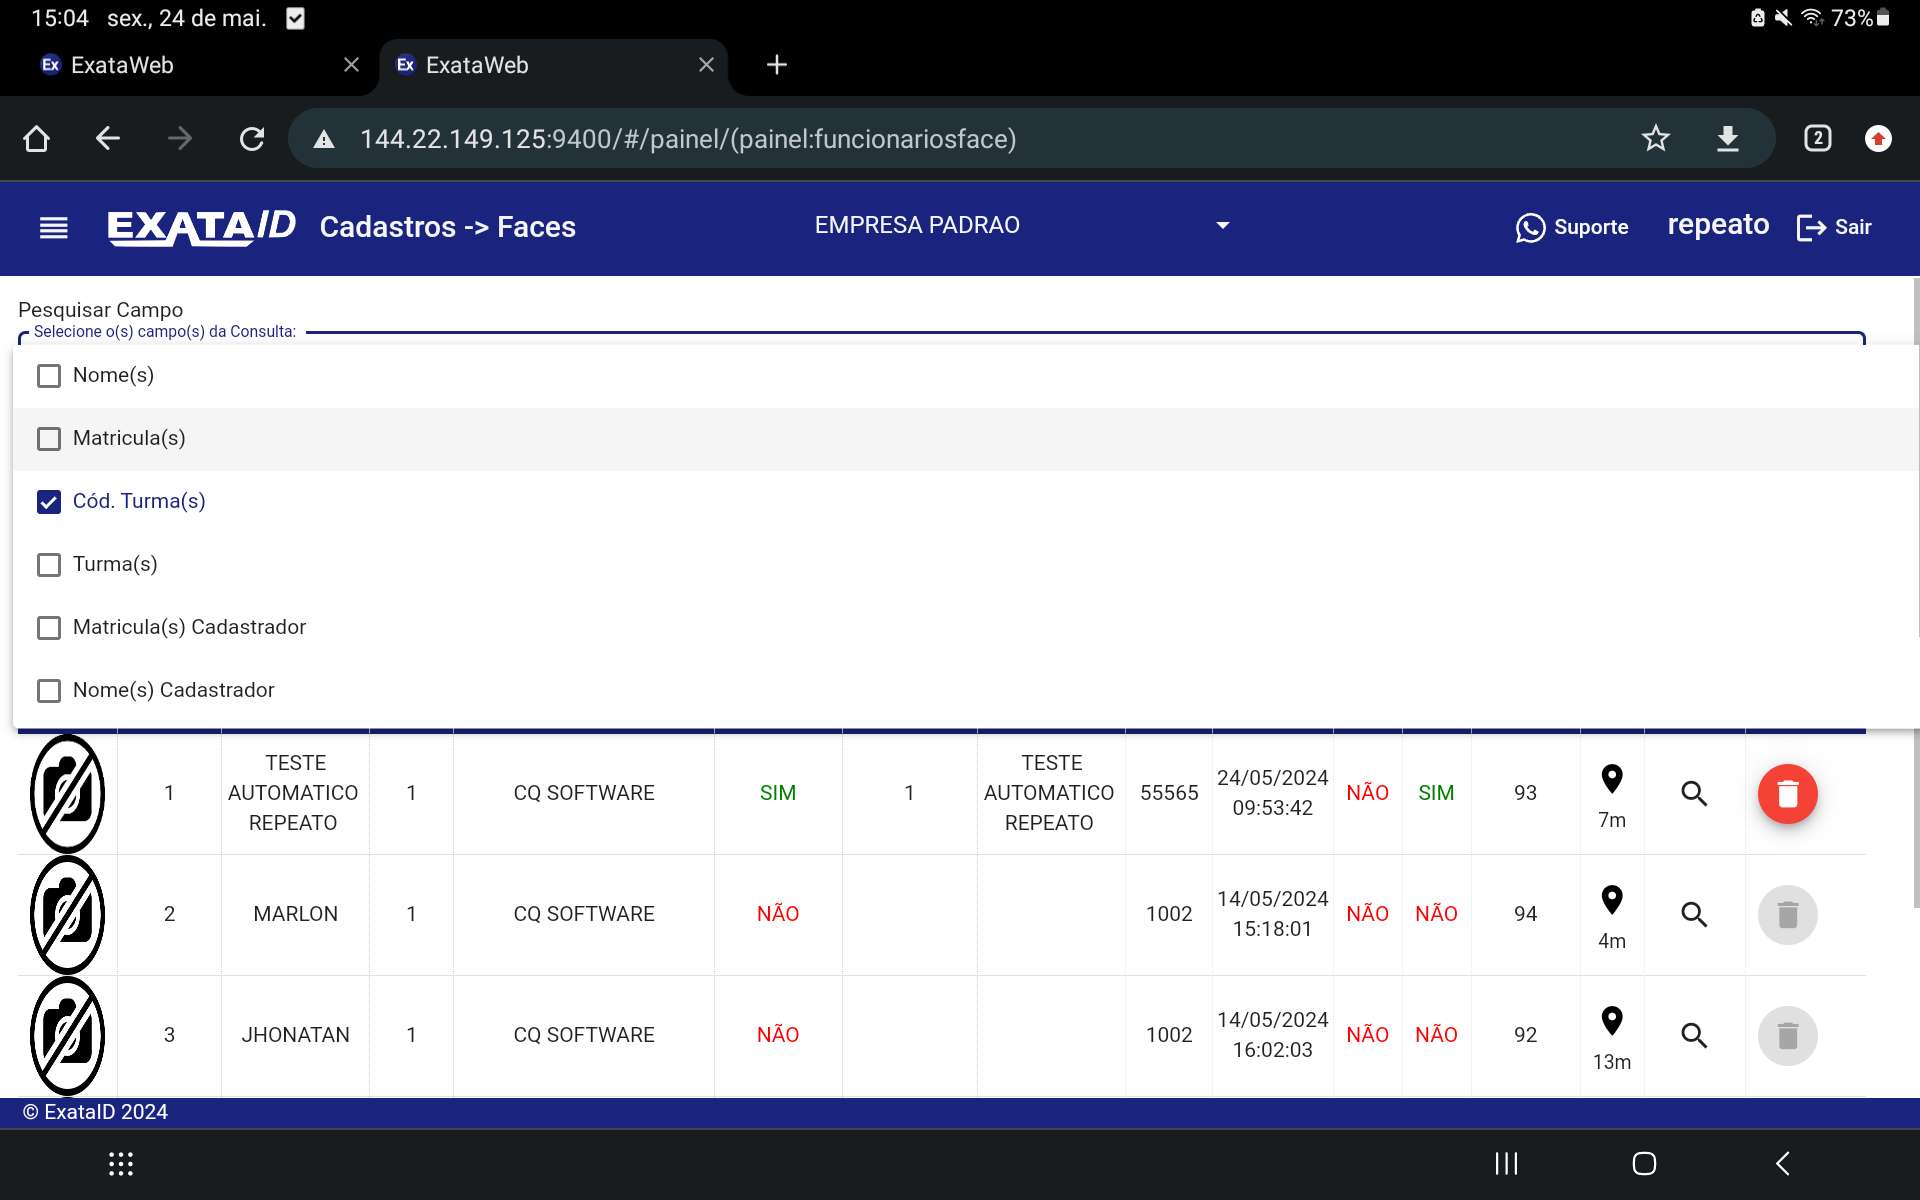 15:04 sex., 24 de mai. 73%
Ex ExataWeb
Ex ExataWeb
144.22.149.125:9400/#/painel/(painel:funcionariosface) 2
EXATAID Cadastros -> Faces EMPRESA PADRAO Suporte repeato Sair
Pesquisar Campo
Selecione o(s) campo(s) da Consulta:
Nome(s)
Matricula(s)
Cód. Turma(s)
Turma(s)
Matricula(s) Cadastrador
Nome(s) Cadastrador
1 TESTE AUTOMATICO REPEATO 1 CQ SOFTWARE SIM 1 TESTE AUTOMATICO REPEATO 55565 24/05/2024 09:53:42 NÃO SIM 93 7m
2 MARLON 1 CQ SOFTWARE NÃO 1002 14/05/2024 15:18:01 NÃO NÃO 94 4m
3 JHONATAN 1 CQ SOFTWARE NÃO 1002 14/05/2024 16:02:03 NÃO NÃO 92 13m
© ExataID 2024